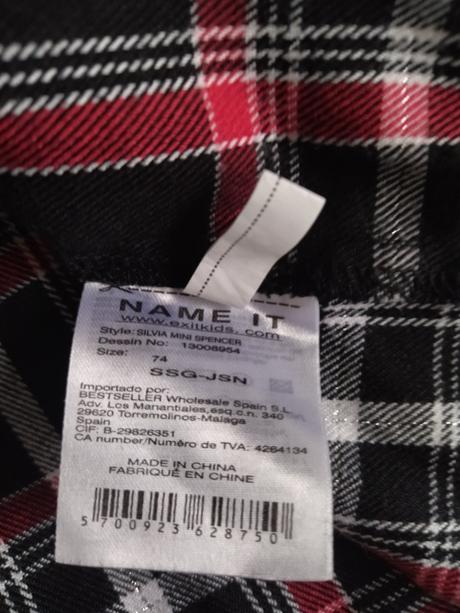 NAME IT
www.exitkids.com
Style: SILVIA MINI SPENCER
Dessin No: 13008954
Size: 74
SSG-JSN
Importado por:
BESTSELLER Wholesale Spain S.L.
Adv. Los Manantiales,esq.c.n. 340
29620 Torremolinos-Malaga
Spain
CIF: B-29826351
CA number/Numéro de TVA: 4264134
MADE IN CHINA
FABRIQUÉ EN CHINE
5 700923 628750